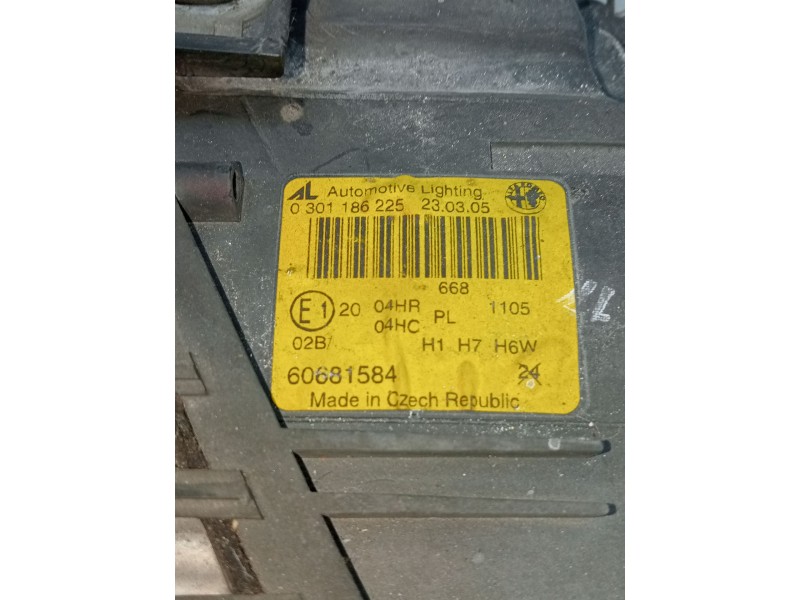 AL Automotive Lighting.
0 301 186 225 23.03.05
668
E1 20 04HR PL 1105
04HC
02B/ H1 H7 H6W
60681584 24
Made in Czech Republic